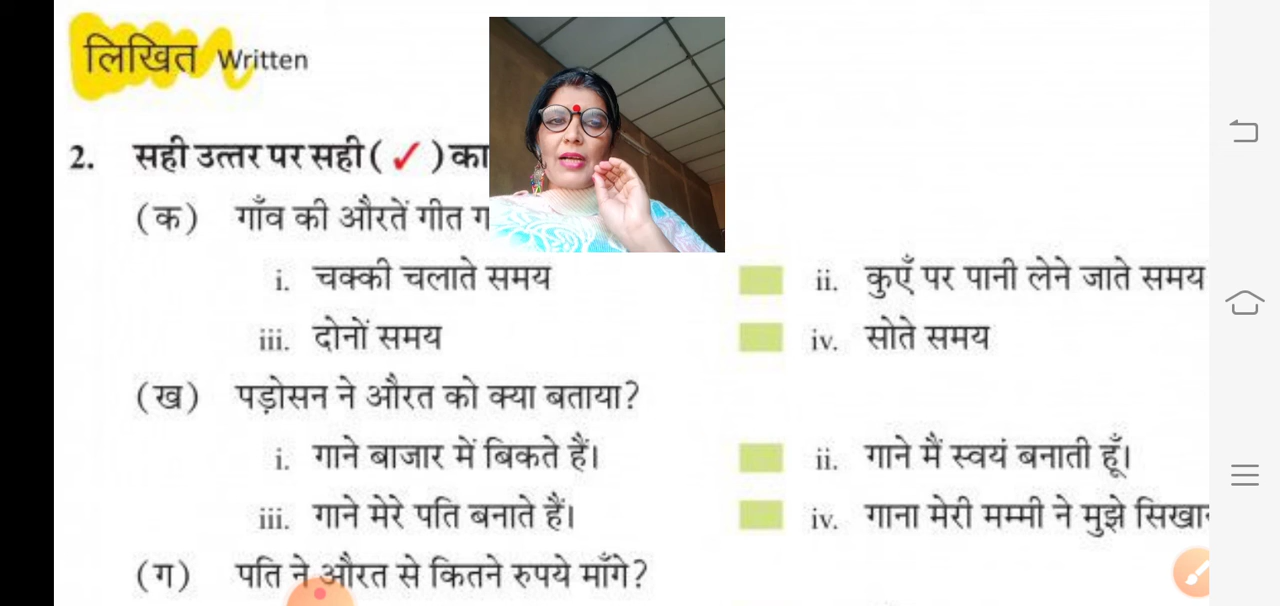 लिखित Written
2. सही उत्तर पर सही ( ✓ ) का
(क) गाँव की औरतें गीत
i. चक्की चलाते समय ii. कुएँ पर पानी लेने जाते समय
iii. दोनों समय iv. सोते समय
(ख) पड़ोसन ने औरत को क्या बताया?
i. गाने बाजार में बिकते हैं। ii. गाने मैं स्वयं बनाती हूँ।
iii. गाने मेरे पति बनाते हैं। iv. गाना मेरी मम्मी ने मुझे
(ग) पति ने औरत से कितने रुपये माँगे?